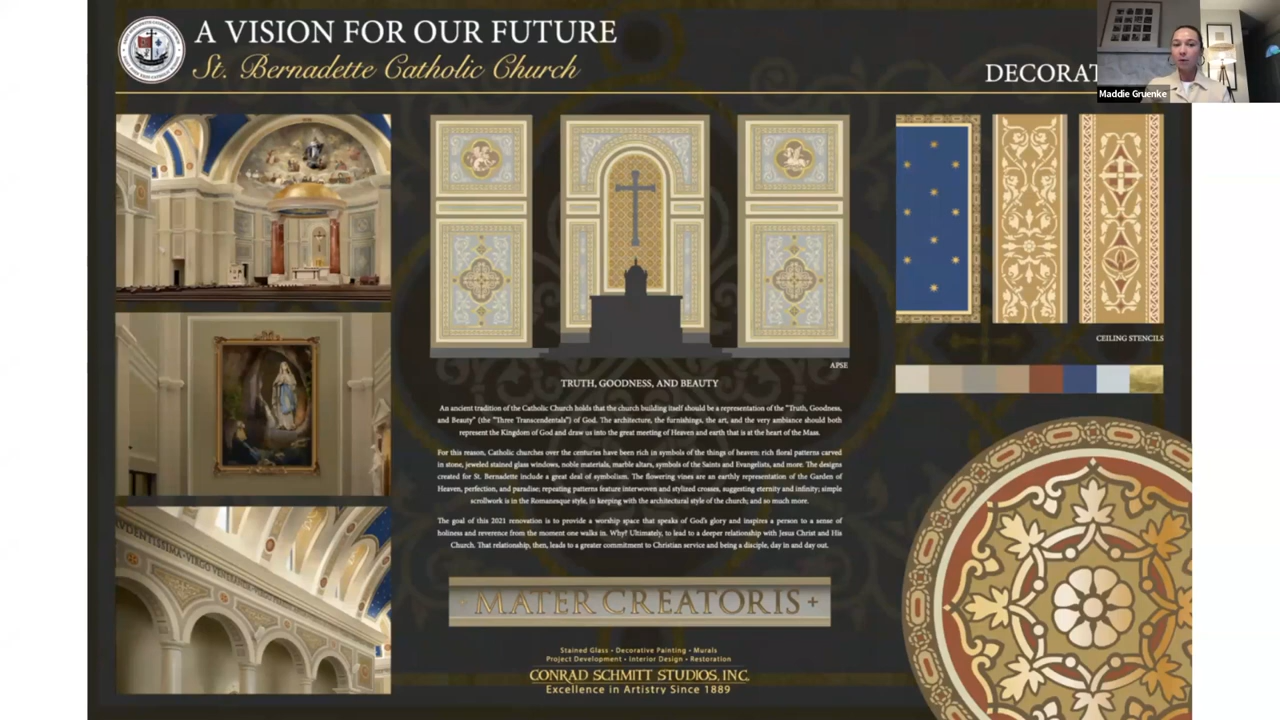 A VISION FOR OUR FUTURE
St. Bernadette Catholic Church
DECORAT
Maddie Gruenke
APSE
CEILING STENCILS
TRUTH, GOODNESS, AND BEAUTY
An ancient tradition of the Catholic Church holds that the church building itself should be a representation of the "Truth, Goodness,
and Beauty" (the "Three Transcendentals") of God. The architecture, the furnishings, the art, and the very ambiance should both
represent the Kingdom of God and draw us into the great meeting of Heaven and earth that is at the heart of the Mass.
For this reason, Catholic churches over the centuries have been rich in symbols of the things of heaven: rich floral patterns carved
in stone, jeweled stained glass windows, noble materials, marble altars, symbols of the Saints and Evangelists, and more. The designs
created for St. Bernadette include a great deal of symbolism. The flowering vines are an earthly representation of the Garden of
Heaven, perfection, and paradise; repeating patterns feature interwoven and stylized crosses, suggesting eternity and infinity; simple
scrollwork is in the Romanesque style, in keeping with the architectural style of the church; and so much more.
The goal of this 2021 renovation is to provide a worship space that speaks of God's glory and inspires a person to a sense of
holiness and reverence from the moment one walks in. Why? Ultimately, to lead to a deeper relationship with Jesus Christ and His
Church. That relationship, then, leads to a greater commitment to Christian service and being a disciple, day in and day out.
VIRGO
+ MATER CREATORIS +
Stained Glass • Decorative Painting • Murals
Project Development • Interior Design • Restoration
CONRAD SCHMITT STUDIOS, INC.
Excellence in Artistry Since 1889